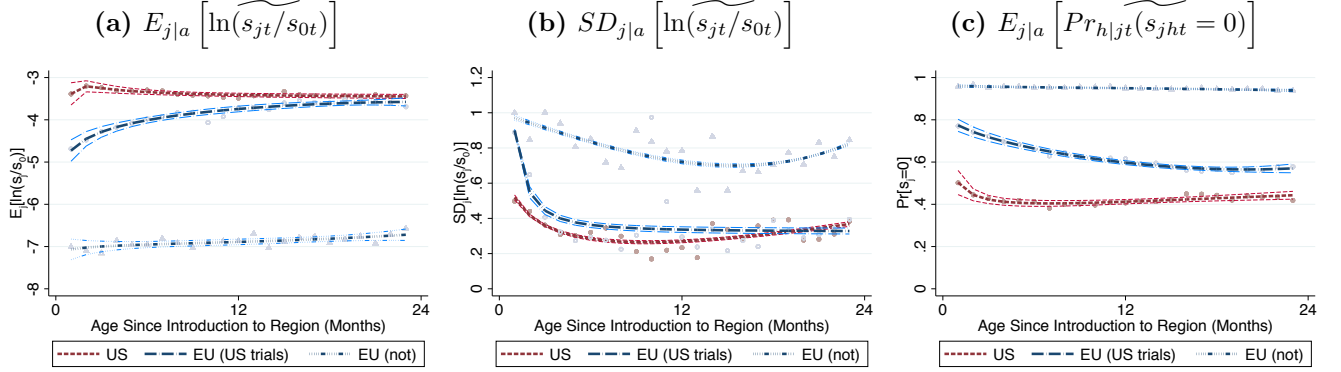 (a) E_{j|a} [ln(s_{jt}/s_{0t})]
(b) SD_{j|a} [ln(s_{jt}/s_{0t})]
(c) E_{j|a} [Pr_{h|jt}(s_{jht} = 0)]
E_j[ln(s_j/s_0)]
-3
-4
-5
-6
-7
-8
0
12
24
Age Since Introduction to Region (Months)
US
EU (US trials)
EU (not)
SD_j[ln(s_j/s_0)]
1.2
1
.8
.6
.4
.2
0
0
12
24
Age Since Introduction to Region (Months)
US
EU (US trials)
EU (not)
Pr[s_j=0]
1
.8
.6
.4
.2
0
0
12
24
Age Since Introduction to Region (Months)
US
EU (US trials)
EU (not)